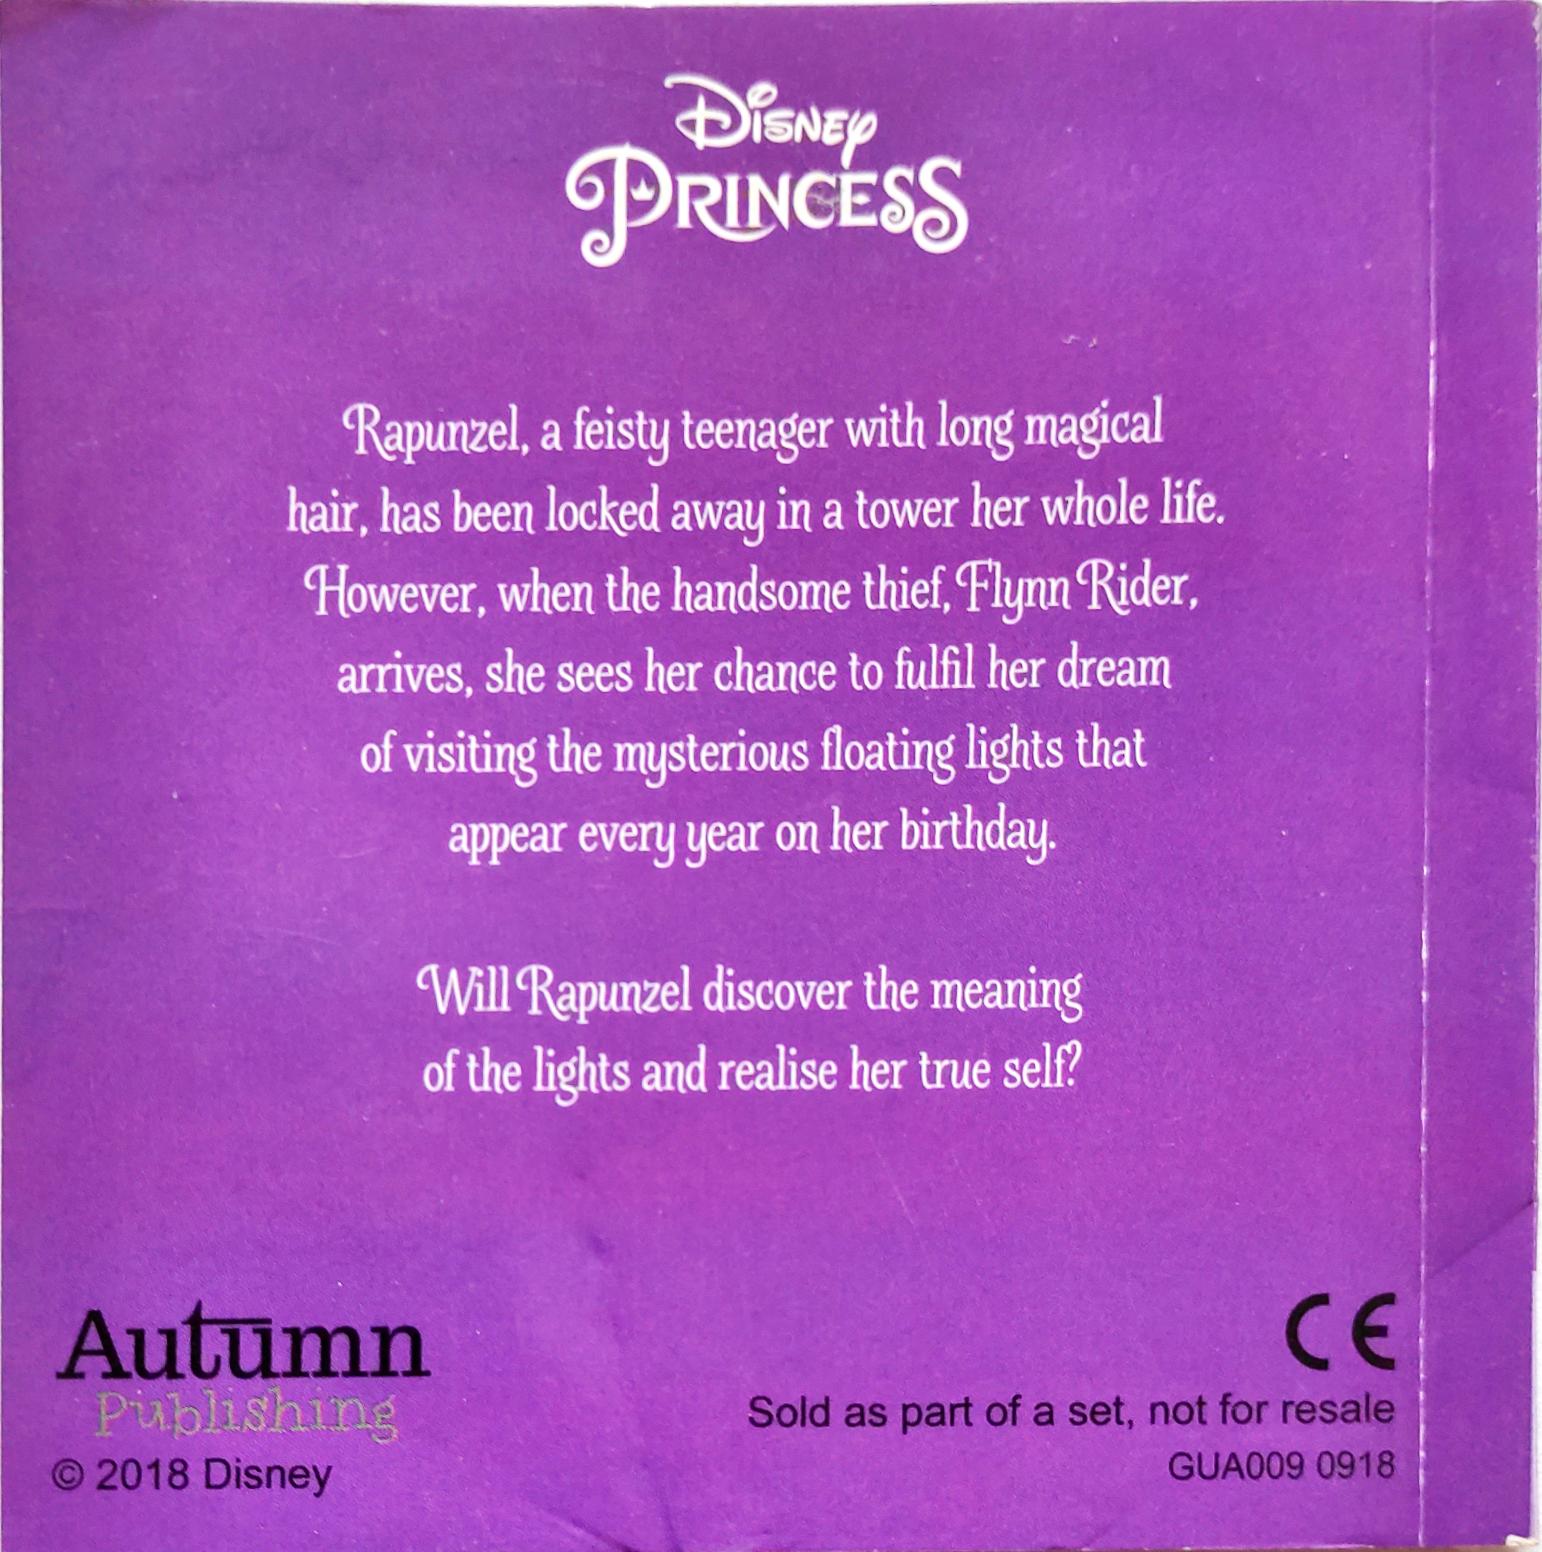 Disney
PRINCESS
Rapunzel, a feisty teenager with long magical
hair, has been locked away in a tower her whole life.
However, when the handsome thief, Flynn Rider,
arrives, she sees her chance to fulfil her dream
of visiting the mysterious floating lights that
appear every year on her birthday.
Will Rapunzel discover the meaning
of the lights and realise her true self?
Autumn
Publishing
© 2018 Disney
CE
Sold as part of a set, not for resale
GUA009 0918